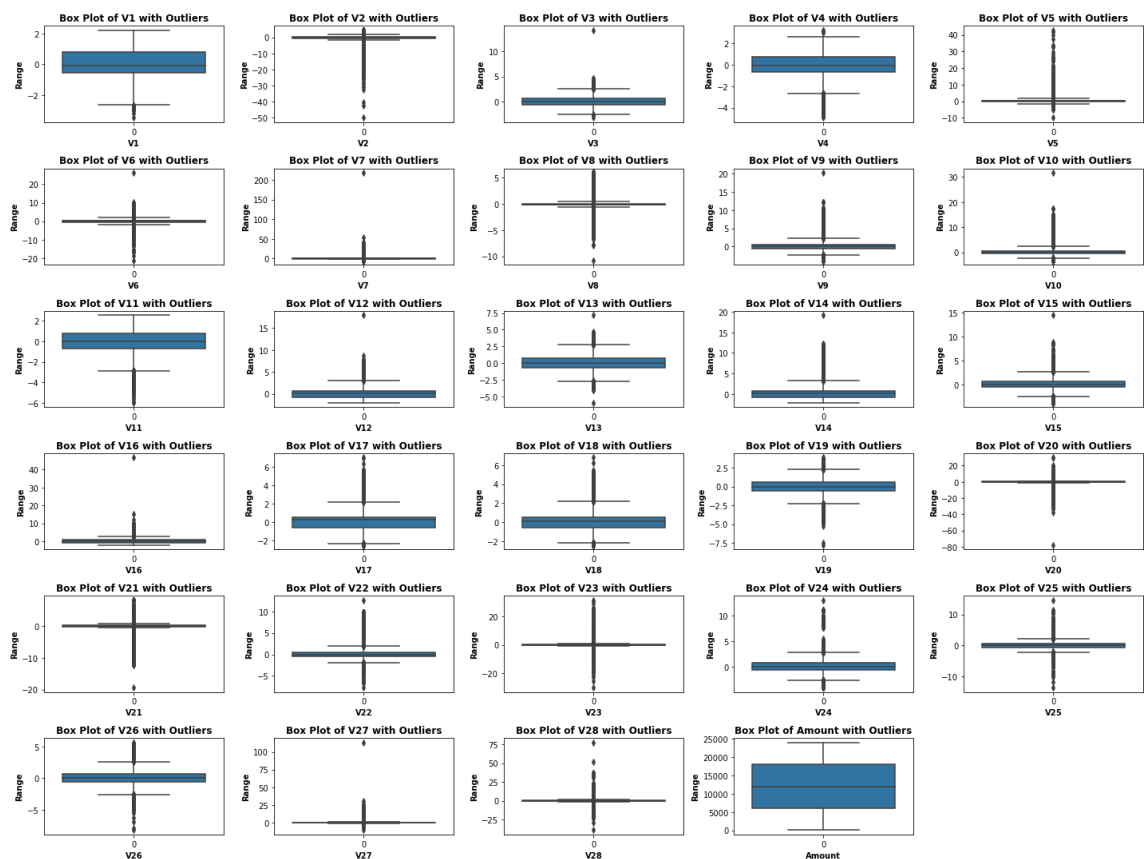 Box Plot of V1 with Outliers
Range
2
0
−2
0
V1
Box Plot of V2 with Outliers
Range
0
−10
−20
−30
−40
−50
0
V2
Box Plot of V3 with Outliers
Range
10
5
0
0
V3
Box Plot of V4 with Outliers
Range
2
0
−2
−4
0
V4
Box Plot of V5 with Outliers
Range
40
30
20
10
0
−10
0
V5
Box Plot of V6 with Outliers
Range
20
10
0
−10
−20
0
V6
Box Plot of V7 with Outliers
Range
200
150
100
50
0
0
V7
Box Plot of V8 with Outliers
Range
5
0
−5
−10
0
V8
Box Plot of V9 with Outliers
Range
20
15
10
5
0
0
V9
Box Plot of V10 with Outliers
Range
30
20
10
0
0
V10
Box Plot of V11 with Outliers
Range
2
0
−2
−4
−6
0
V11
Box Plot of V12 with Outliers
Range
15
10
5
0
0
V12
Box Plot of V13 with Outliers
Range
7.5
5.0
2.5
0.0
−2.5
−5.0
0
V13
Box Plot of V14 with Outliers
Range
20
15
10
5
0
0
V14
Box Plot of V15 with Outliers
Range
15
10
5
0
0
V15
Box Plot of V16 with Outliers
Range
40
30
20
10
0
0
V16
Box Plot of V17 with Outliers
Range
6
4
2
0
−2
0
V17
Box Plot of V18 with Outliers
Range
6
4
2
0
−2
0
V18
Box Plot of V19 with Outliers
Range
2.5
0.0
−2.5
−5.0
−7.5
0
V19
Box Plot of V20 with Outliers
Range
20
0
−20
−40
−60
−80
0
V20
Box Plot of V21 with Outliers
Range
0
−10
−20
0
V21
Box Plot of V22 with Outliers
Range
10
5
0
−5
0
V22
Box Plot of V23 with Outliers
Range
20
0
−20
0
V23
Box Plot of V24 with Outliers
Range
10
5
0
0
V24
Box Plot of V25 with Outliers
Range
10
0
−10
0
V25
Box Plot of V26 with Outliers
Range
5
0
−5
0
V26
Box Plot of V27 with Outliers
Range
100
75
50
25
0
0
V27
Box Plot of V28 with Outliers
Range
75
50
25
0
−25
0
V28
Box Plot of Amount with Outliers
Range
25000
20000
15000
10000
5000
0
0
Amount